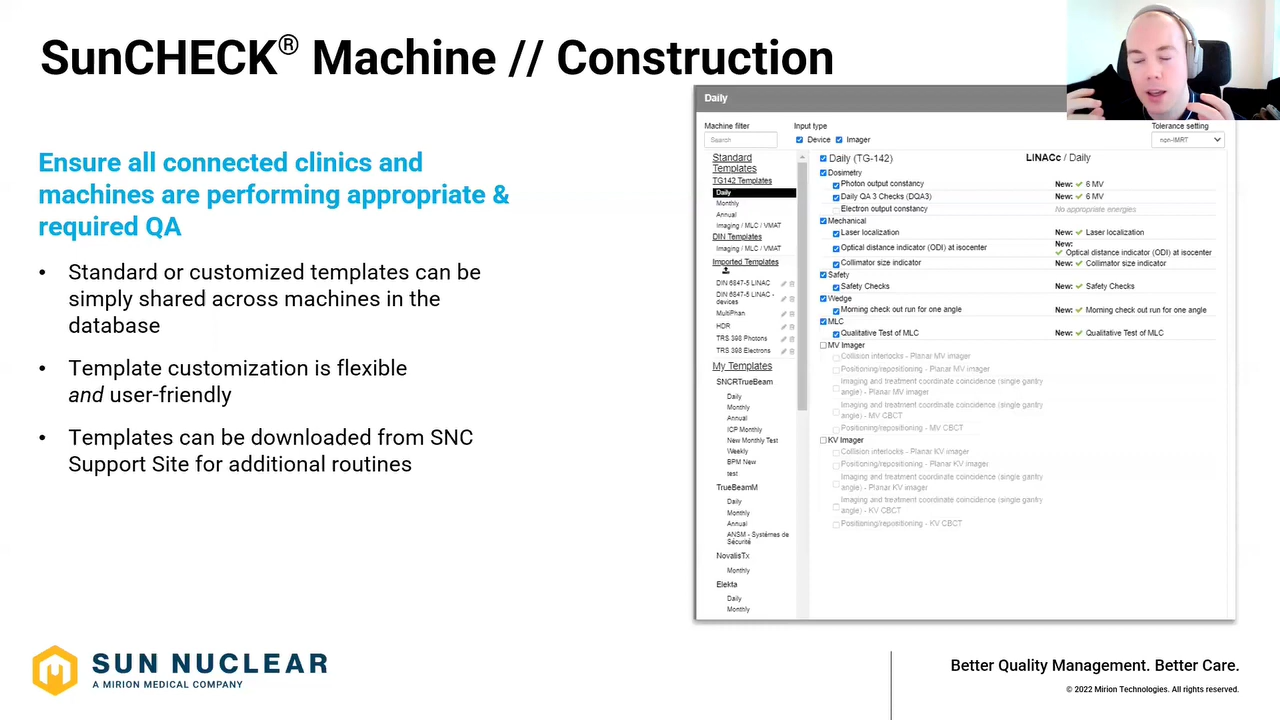 SunCHECK® Machine // Construction
Ensure all connected clinics and
machines are performing appropriate &
required QA
• Standard or customized templates can be
simply shared across machines in the
database
• Template customization is flexible
and user-friendly
• Templates can be downloaded from SNC
Support Site for additional routines
Daily
Machine filter
Search
Input type
Device
Imager
Tolerance setting
non-IMRT
Standard
Templates
TG142 Templates
Daily
Monthly
Annual
Imaging / MLC / VMAT
DIN Templates
Imaging / MLC / VMAT
Imported Templates
DIN 6847-5 LINAC
DIN 6847-5 LINAC -
devices
MultiPhan
HDR
TRS 398 Photons
TRS 398 Electrons
My Templates
SNCRTrueBeam
Daily
Monthly
Annual
ICP Monthly
New Monthly Test
Weekly
BPM New
test
TrueBeamM
Daily
Monthly
Annual
ANSM - Systèmes de
Sécurité
NovalisTx
Monthly
Elekta
Daily
Monthly
Daily (TG-142)
LINACc / Daily
Dosimetry
Photon output constancy
New: ✓ 6 MV
Daily QA 3 Checks (DQA3)
New: ✓ 6 MV
Electron output constancy
No appropriate energies
Mechanical
Laser localization
New: ✓ Laser localization
Optical distance indicator (ODI) at isocenter
New:
✓ Optical distance indicator (ODI) at isocenter
Collimator size indicator
New: ✓ Collimator size indicator
Safety
Safety Checks
New: ✓ Safety Checks
Wedge
Morning check out run for one angle
New: ✓ Morning check out run for one angle
MLC
Qualitative Test of MLC
New: ✓ Qualitative Test of MLC
MV Imager
Collision interlocks - Planar MV imager
Positioning/repositioning - Planar MV imager
Imaging and treatment coordinate coincidence (single gantry
angle) - Planar MV imager
Imaging and treatment coordinate coincidence (single gantry
angle) - MV CBCT
Positioning/repositioning - MV CBCT
KV Imager
Collision interlocks - Planar KV imager
Positioning/repositioning - Planar KV imager
Imaging and treatment coordinate coincidence (single gantry
angle) - Planar KV imager
Imaging and treatment coordinate coincidence (single gantry
angle) - KV CBCT
Positioning/repositioning - KV CBCT
SUN NUCLEAR
A MIRION MEDICAL COMPANY
Better Quality Management. Better Care.
© 2022 Mirion Technologies. All rights reserved.